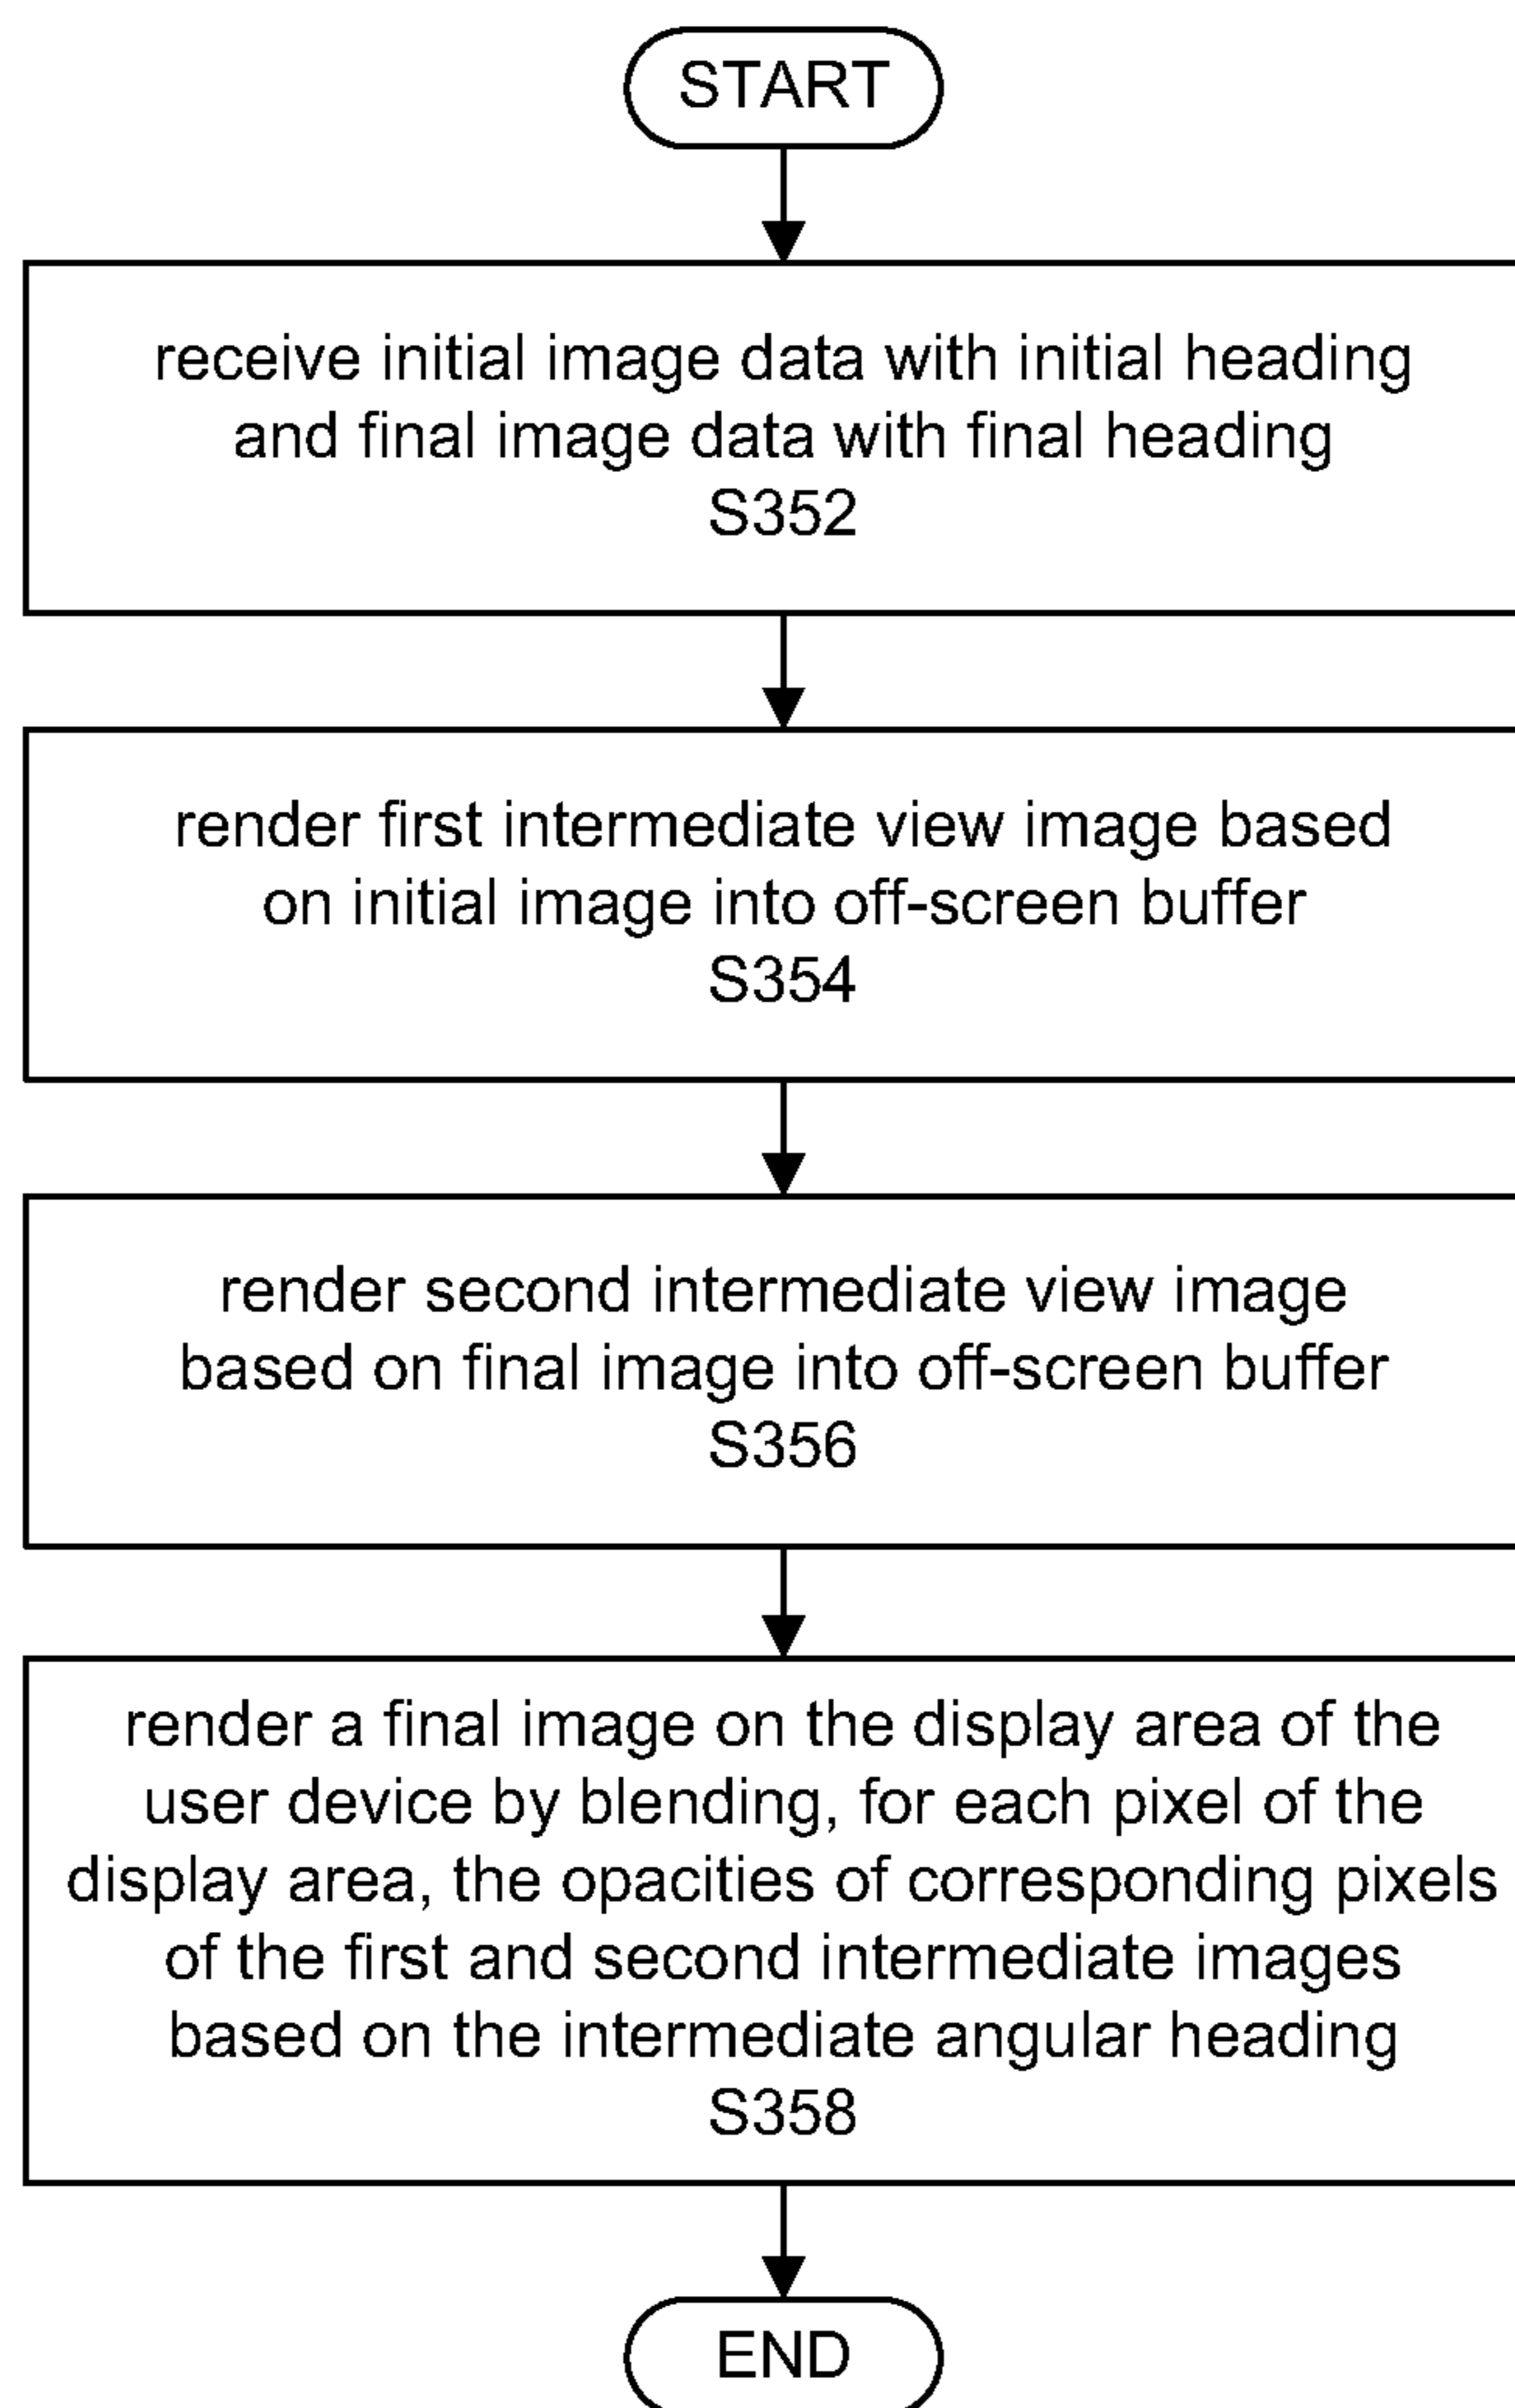 START
receive initial image data with initial heading
and final image data with final heading
S352
render first intermediate view image based
on initial image into off-screen buffer
S354
render second intermediate view image
based on final image into off-screen buffer
S356
render a final image on the display area of the
user device by blending, for each pixel of the
display area, the opacities of corresponding pixels
of the first and second intermediate images
based on the intermediate angular heading
S358
END